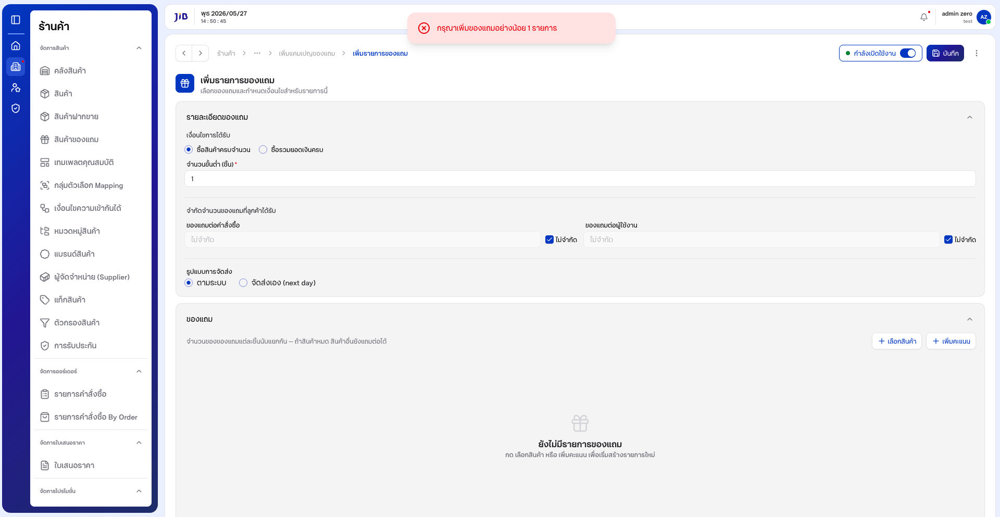 ร้านค้า
จัดการสินค้า
คลังสินค้า
สินค้า
สินค้าฝากขาย
สินค้าของแถม
เทมเพลตคุณสมบัติ
กลุ่มตัวเลือก Mapping
เงื่อนไขความเข้ากันได้
หมวดหมู่สินค้า
แบรนด์สินค้า
ผู้จัดจำหน่าย (Supplier)
แท็กสินค้า
ตัวกรองสินค้า
การรับประกัน
จัดการออร์เดอร์
รายการคำสั่งซื้อ
รายการคำสั่งซื้อ By Order
จัดการใบเสนอราคา
ใบเสนอราคา
จัดการโปรโมชั่น
JIB
พุธ 2026/05/27
14 : 50 : 45
กรุณาเพิ่มของแถมอย่างน้อย 1 รายการ
admin zero
test
AZ
ร้านค้า > ··· > เพิ่มแคมเปญของแถม > เพิ่มรายการของแถม
กำลังเปิดใช้งาน
บันทึก
เพิ่มรายการของแถม
เลือกของแถมและกำหนดเงื่อนไขสำหรับรายการนี้
รายละเอียดของแถม
เงื่อนไขการได้รับ
ซื้อสินค้าครบจำนวน ซื้อรวมยอดเงินครบ
จำนวนขั้นต่ำ (ชิ้น) *
1
จำกัดจำนวนของแถมที่ลูกค้าได้รับ
ของแถมต่อคำสั่งซื้อ ของแถมต่อผู้ใช้งาน
ไม่จำกัด ไม่จำกัด ไม่จำกัด ไม่จำกัด
รูปแบบการจัดส่ง
ตามระบบ จัดส่งเอง (next day)
ของแถม
จำนวนของของแถมแต่ละชิ้นนับแยกกัน – ถ้าสินค้าหมด สินค้าอื่นยังแถมต่อได้
+ เลือกสินค้า + เพิ่มคะแนน
ยังไม่มีรายการของแถม
กด เลือกสินค้า หรือ เพิ่มคะแนน เพื่อเริ่มสร้างรายการใหม่